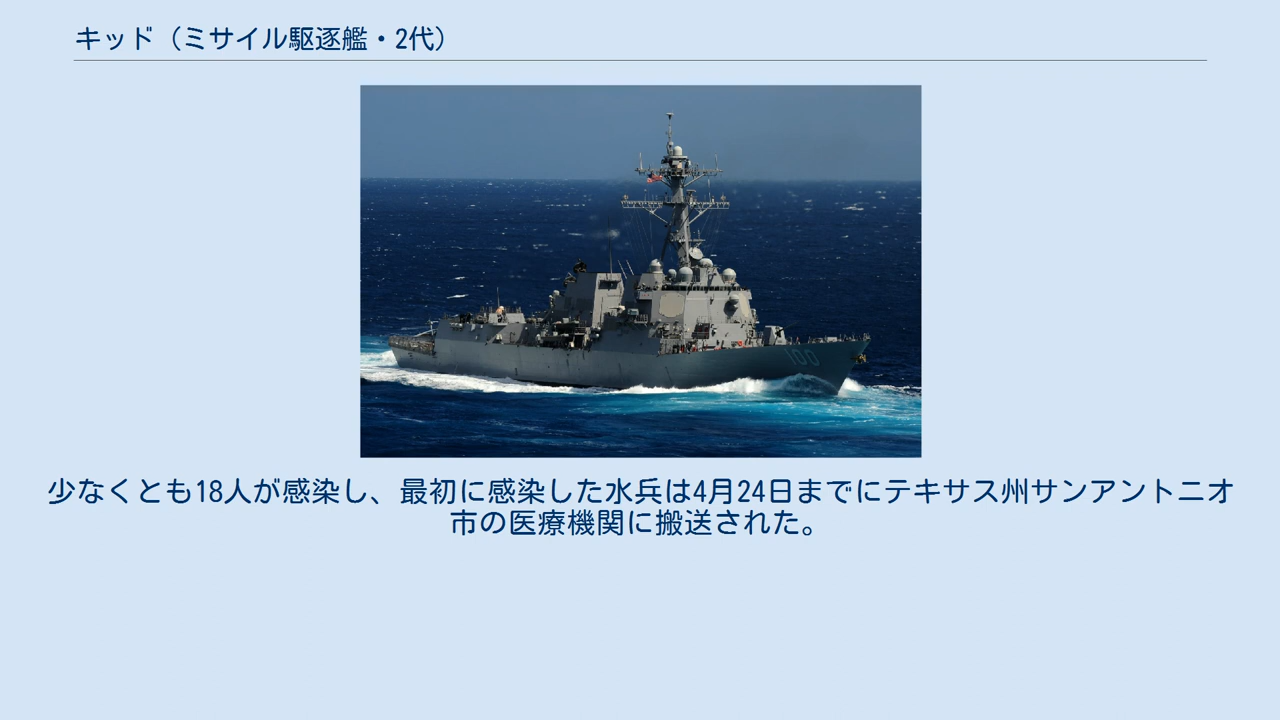 キッド（ミサイル駆逐艦・2代）
100
少なくとも18人が感染し、最初に感染した水兵は4月24日までにテキサス州サンアントニオ
市の医療機関に搬送された。